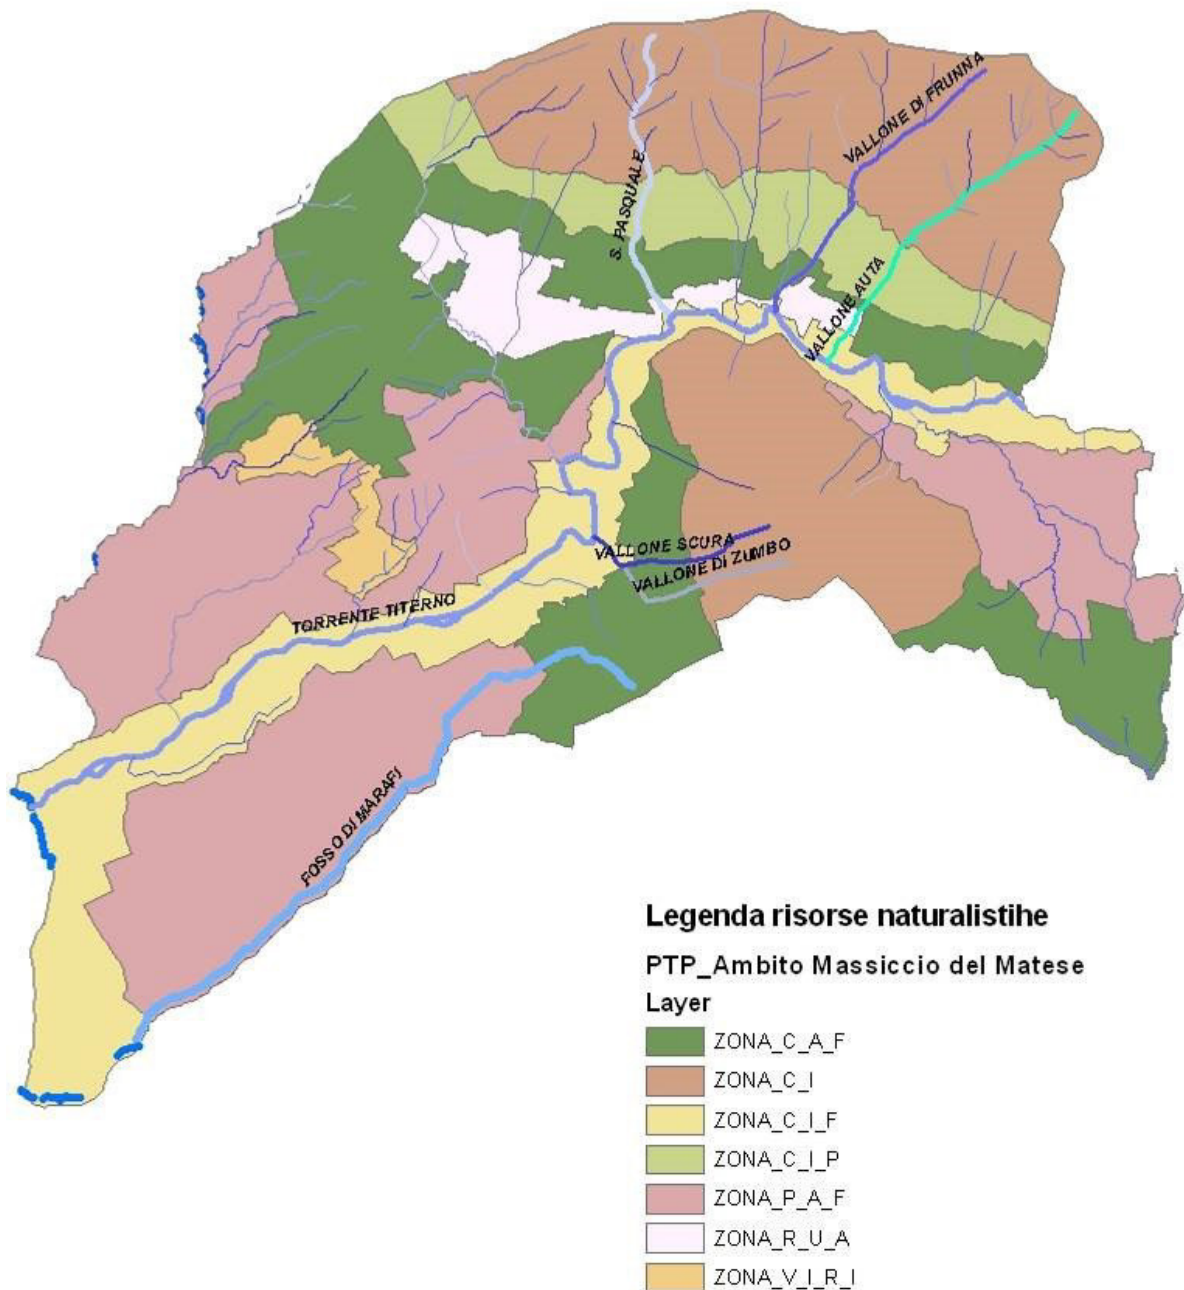 VALLONE DI FRUNNA
S. PASQUALE
VALLONE AUTA
VALLONE SCURA
VALLONE DI ZUMBO
TORRENTE TITERNO
FOSSO DI MARAFI
Legenda risorse naturalistihe
PTP_Ambito Massiccio del Matese
Layer
ZONA_C_A_F
ZONA_C_I
ZONA_C_I_F
ZONA_C_I_P
ZONA_P_A_F
ZONA_R_U_A
ZONA_V_I_R_I